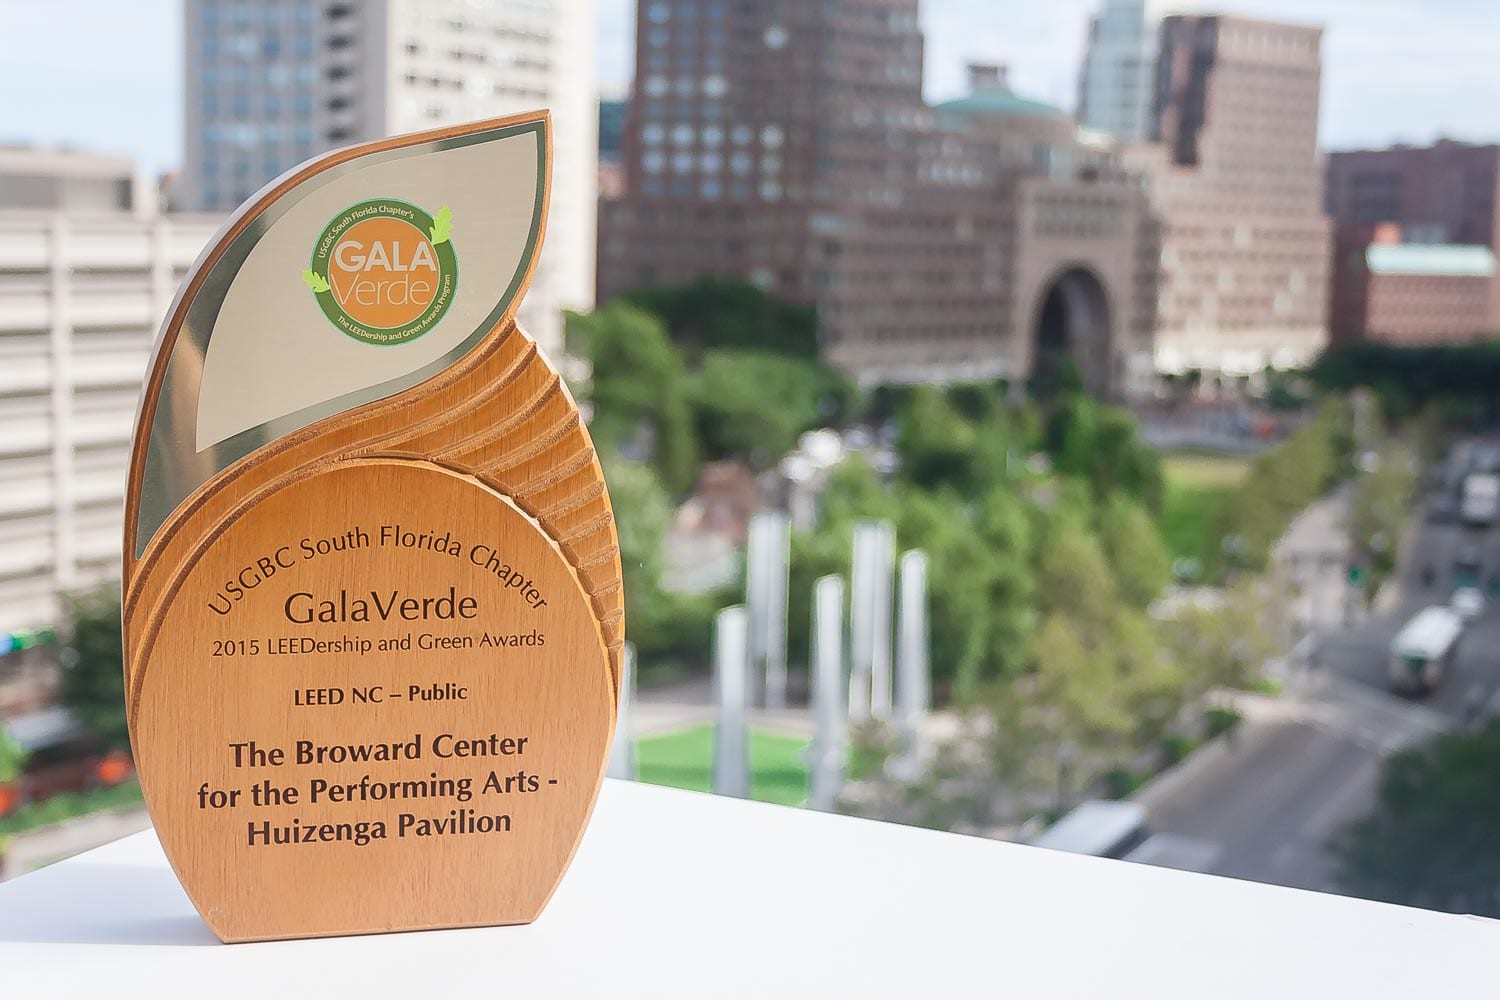 USGBC South Florida Chapter's
GALA
Verde
The LEEDership and Green Awards Program
USGBC South Florida Chapter
GalaVerde
2015 LEEDership and Green Awards
LEED NC – Public
The Broward Center
for the Performing Arts -
Huizenga Pavilion